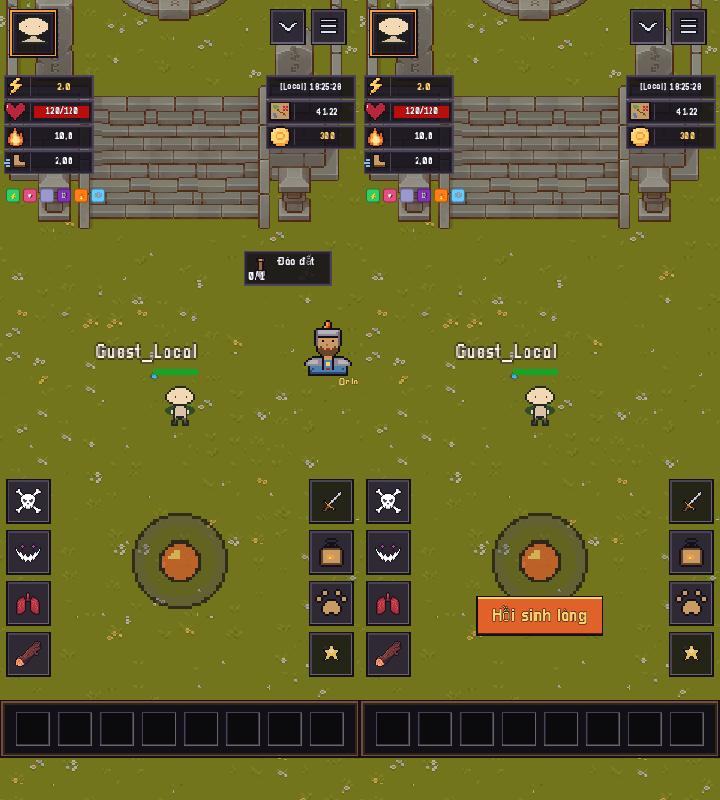 2.0
[Local] 18:25:28
120/120
41.22
10.0
300
2.00
Đào đất
0/1
Guest_Local
Orin
2.0
[Local] 18:25:28
120/120
41.22
10.0
300
2.00
Guest_Local
Hồi sinh làng